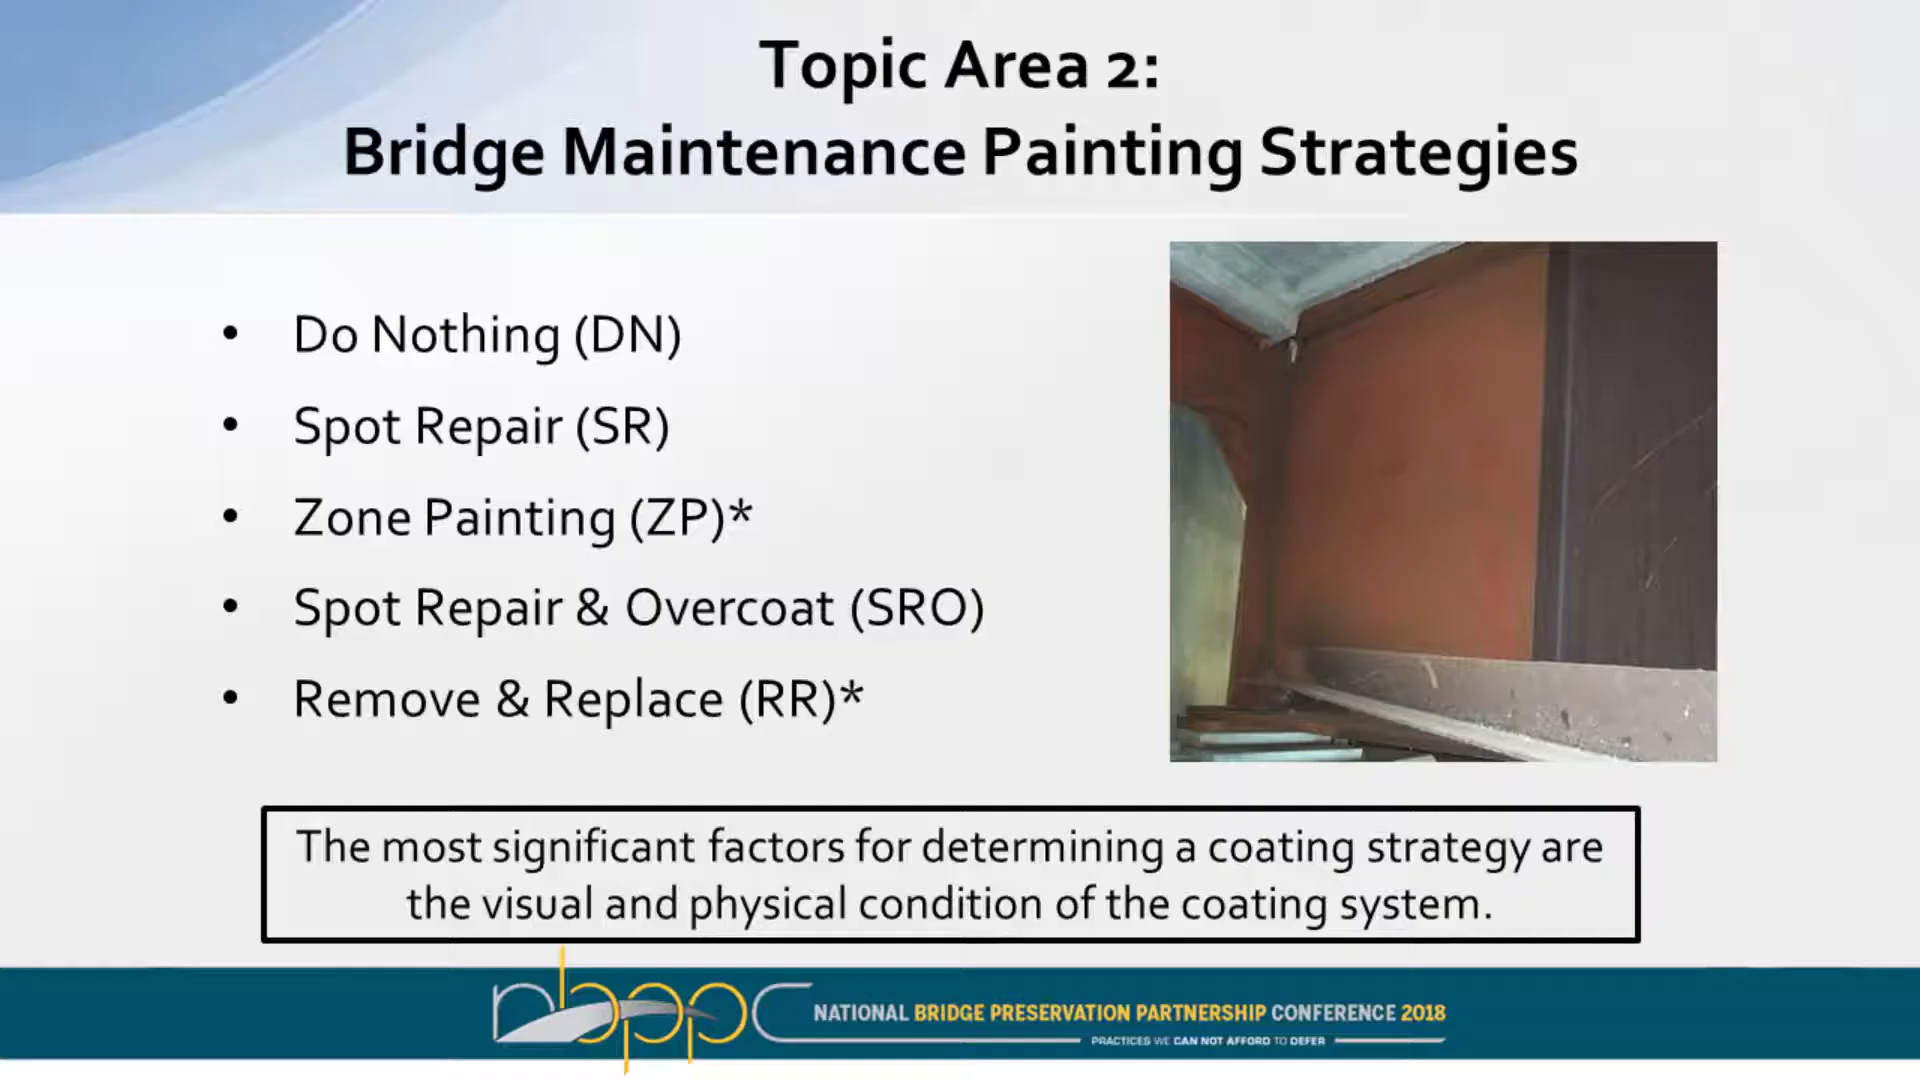 Topic Area 2:
Bridge Maintenance Painting Strategies
• Do Nothing (DN)
• Spot Repair (SR)
• Zone Painting (ZP)*
• Spot Repair & Overcoat (SRO)
• Remove & Replace (RR)*
The most significant factors for determining a coating strategy are
the visual and physical condition of the coating system.
nbppc NATIONAL BRIDGE PRESERVATION PARTNERSHIP CONFERENCE 2018
PRACTICES WE CAN NOT AFFORD TO DEFER